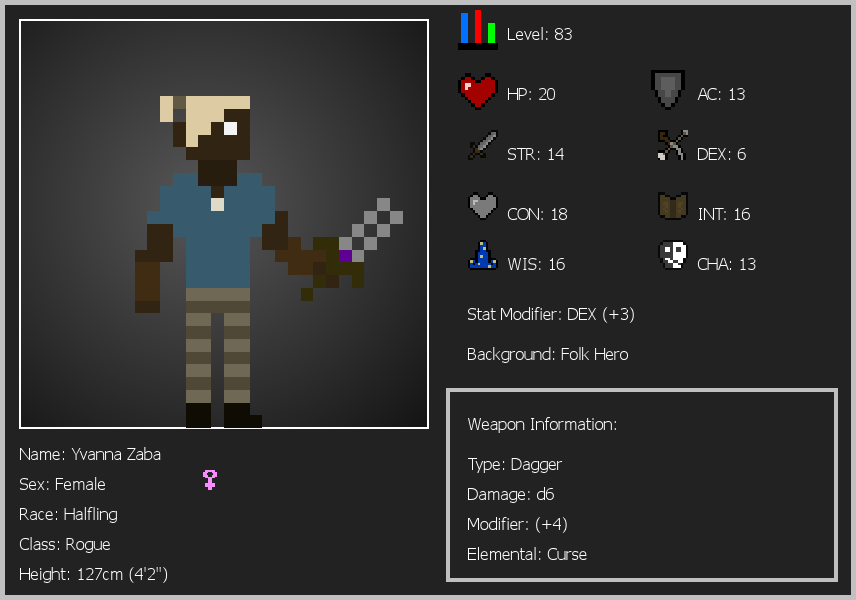 Level: 83
HP: 20
AC: 13
STR: 14
DEX: 6
CON: 18
INT: 16
WIS: 16
CHA: 13
Stat Modifier: DEX (+3)
Background: Folk Hero
Weapon Information:
Type: Dagger
Damage: d6
Modifier: (+4)
Elemental: Curse
Name: Yvanna Zaba
Sex: Female
Race: Halfling
Class: Rogue
Height: 127cm (4'2")